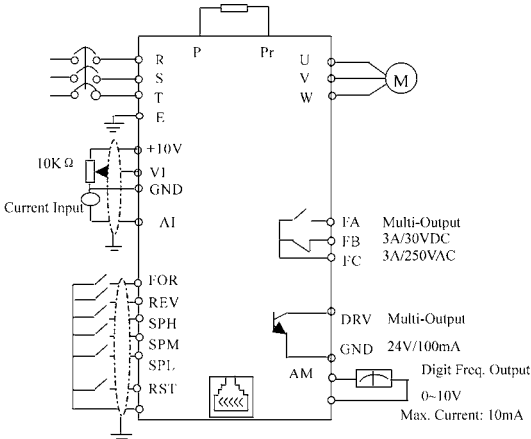 P Pr
R
S
T
E
U
V
W
M
+10V
10K Ω
VI
GND
Current Input
AI
FA Multi-Output
FB 3A/30VDC
FC 3A/250VAC
FOR
REV
SPH
SPM
SPL
RST
DRV Multi-Output
GND 24V/100mA
AM Digit Freq. Output
0~10V
Max. Current: 10mA